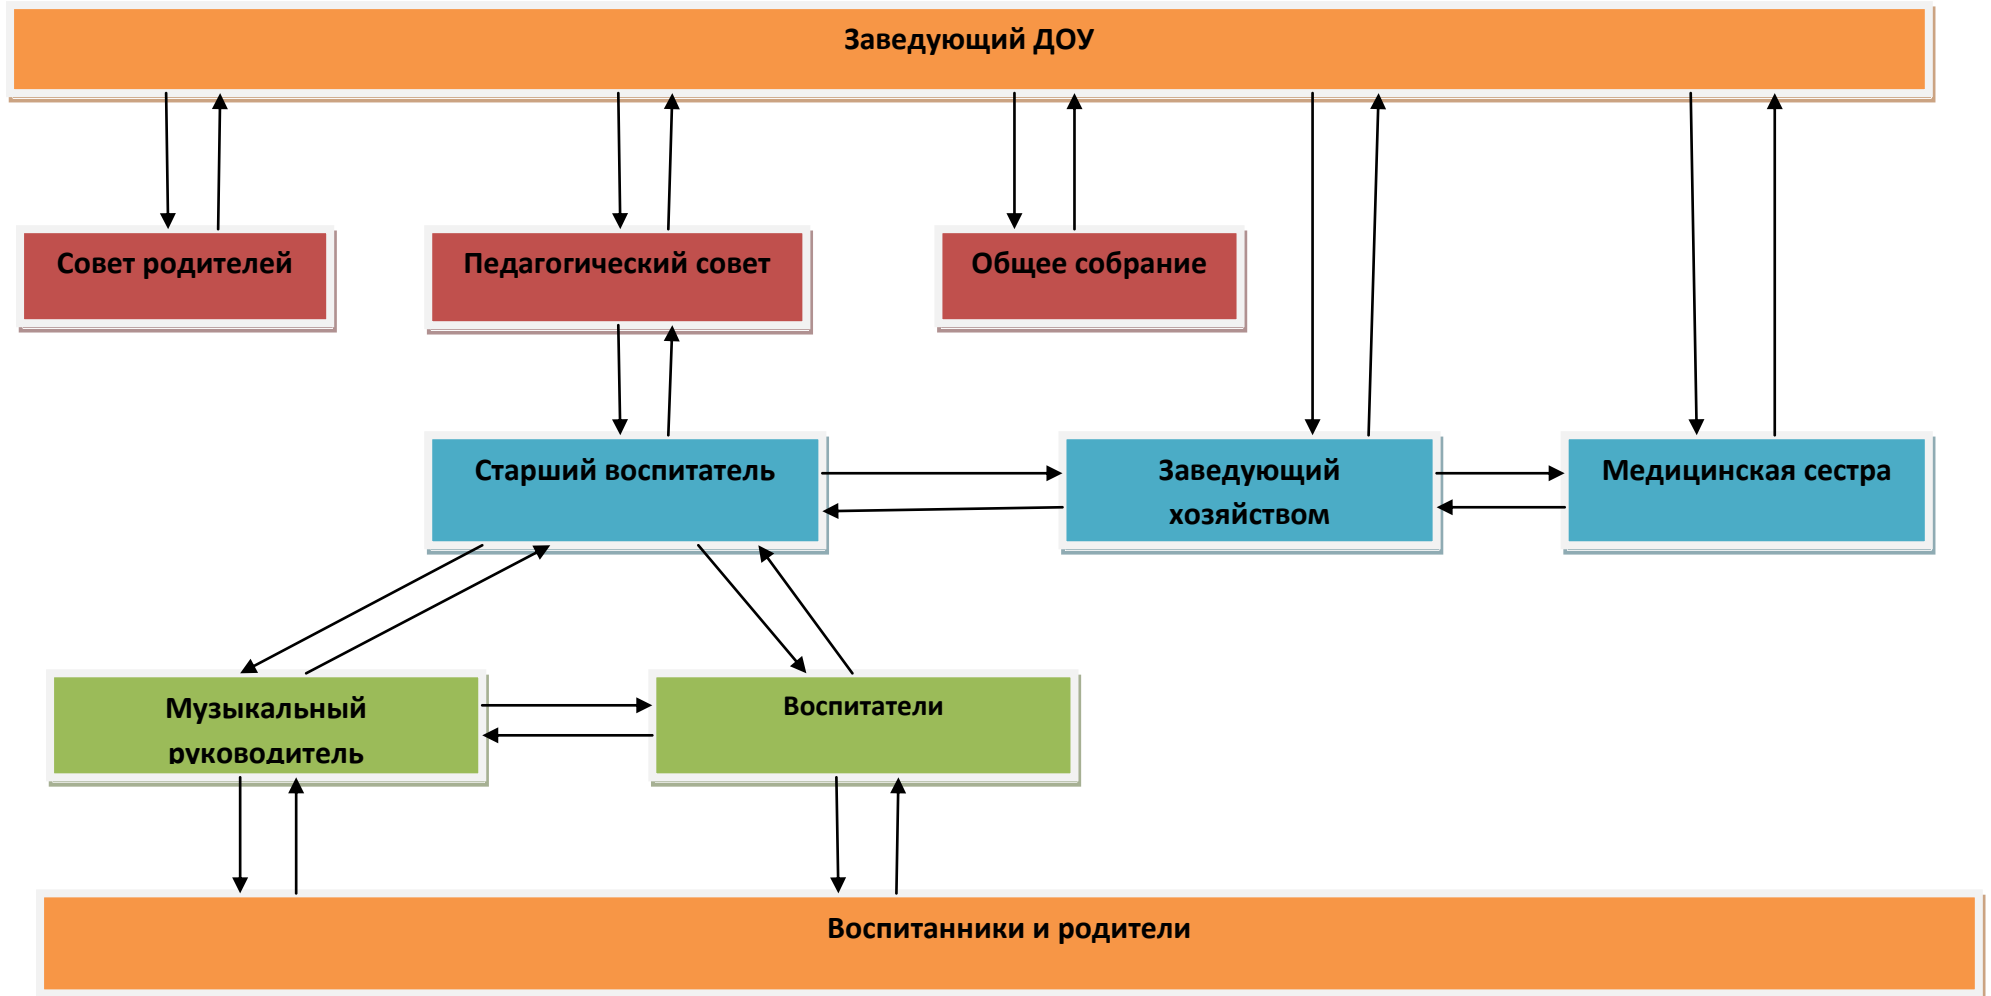 Заведующий ДОУ
Совет родителей
Педагогический совет
Общее собрание
Старший воспитатель
Заведующий
хозяйством
Медицинская сестра
Музыкальный
руководитель
Воспитатели
Воспитанники и родители